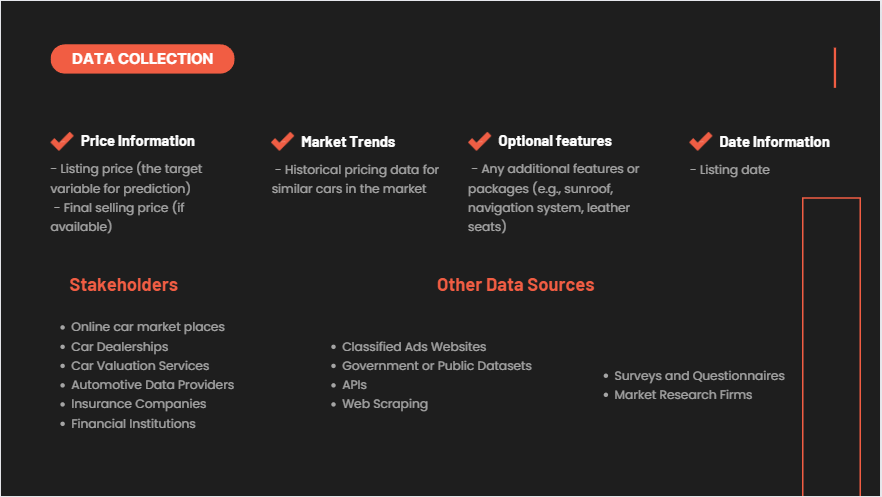 DATA COLLECTION
Price Information
- Listing price (the target
variable for prediction)
- Final selling price (if
available)
Market Trends
- Historical pricing data for
similar cars in the market
Optional features
- Any additional features or
packages (e.g., sunroof,
navigation system, leather
seats)
Date Information
- Listing date
Stakeholders
• Online car market places
• Car Dealerships
• Car Valuation Services
• Automotive Data Providers
• Insurance Companies
• Financial Institutions
Other Data Sources
• Classified Ads Websites
• Government or Public Datasets
• APIs
• Web Scraping
• Surveys and Questionnaires
• Market Research Firms